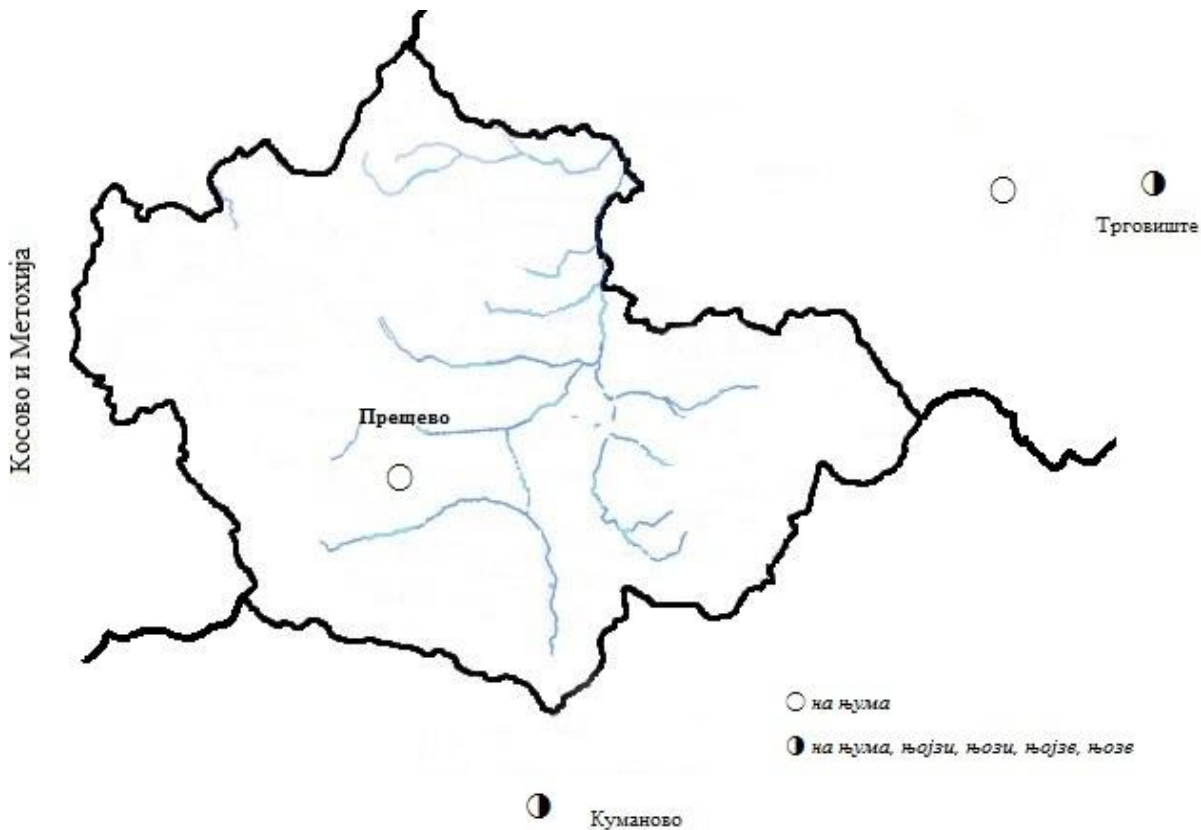 Трговиште
Косово и Метохија
Прешево
на њума
на њума, њојзи, њози, њојзе, њозе
Куманово